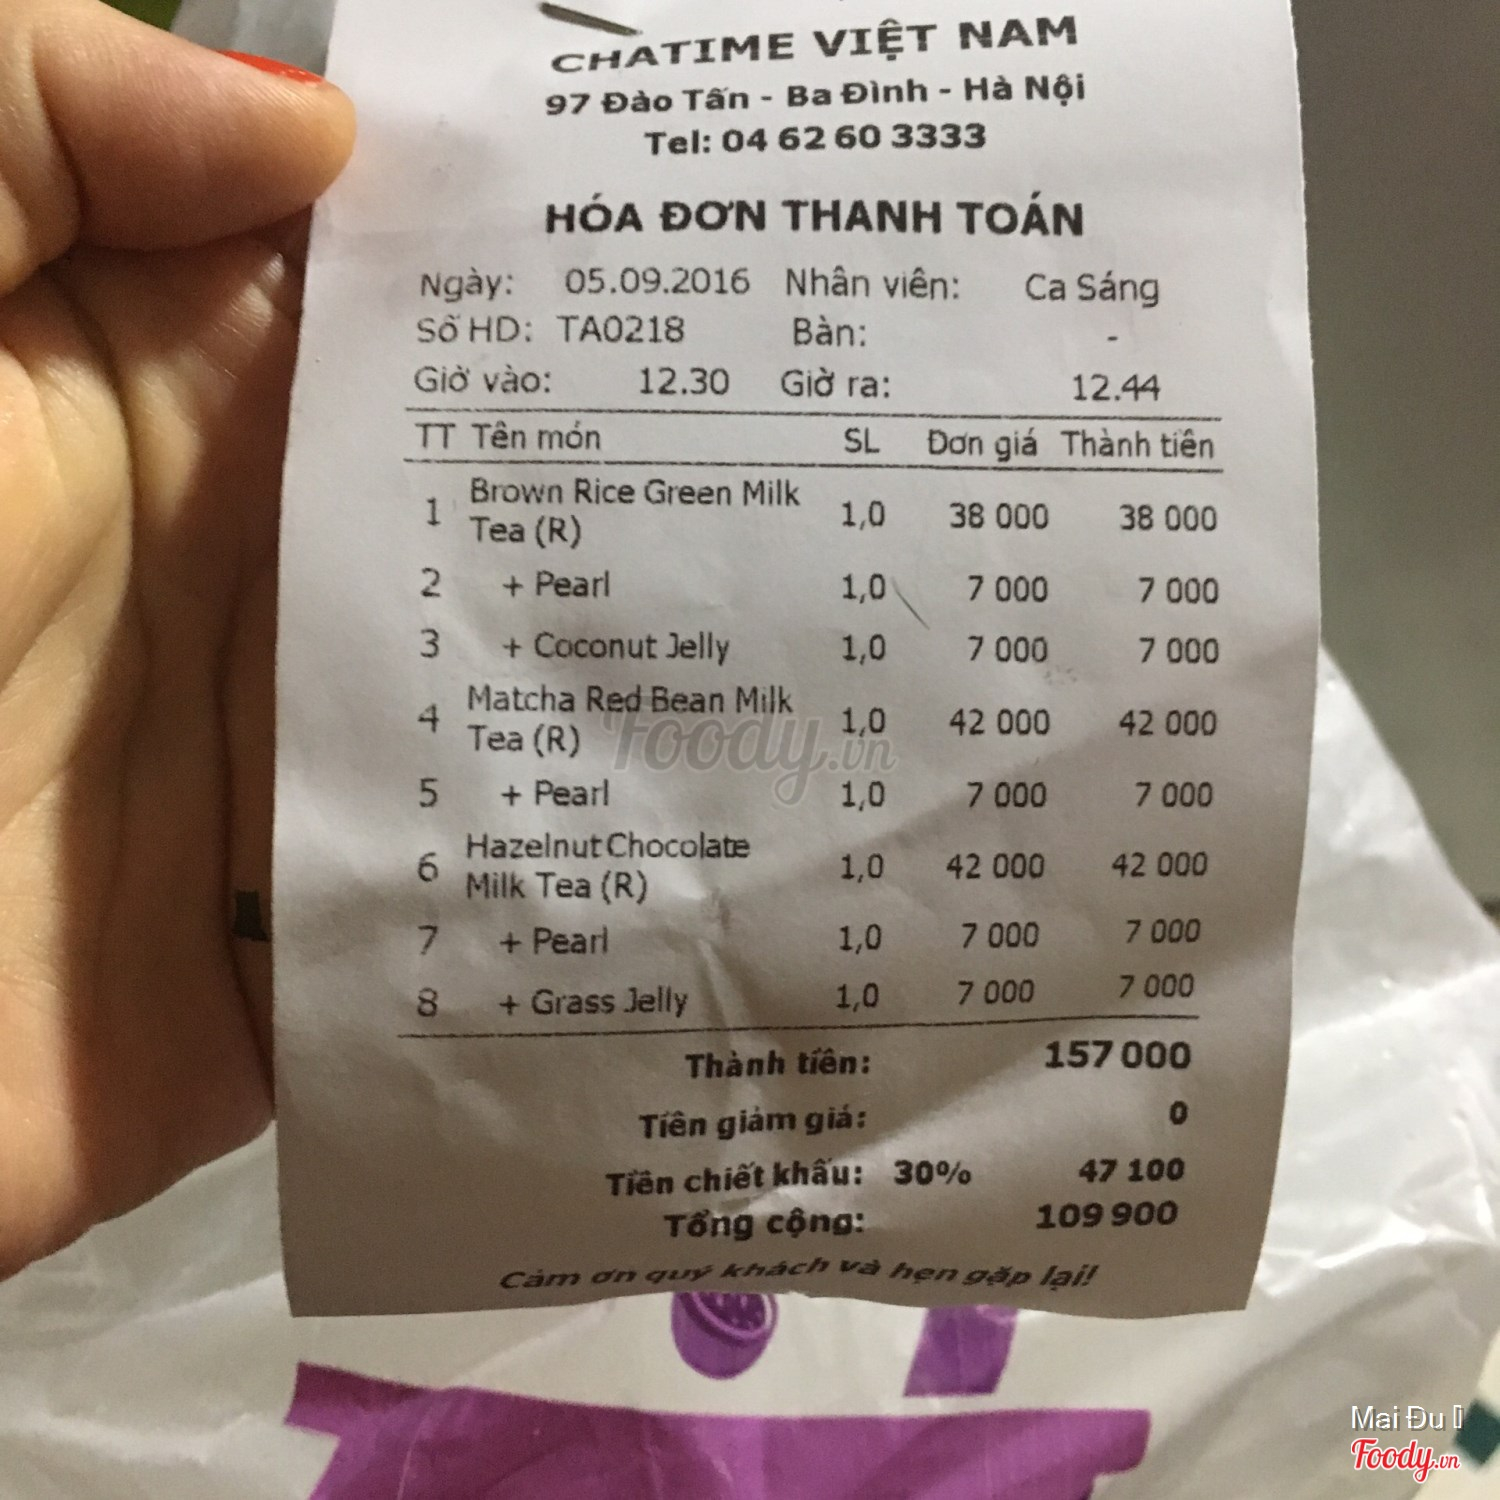 CHATIME VIỆT NAM
97 Đào Tấn - Ba Đình - Hà Nội
Tel: 04 62 60 3333
HÓA ĐƠN THANH TOÁN
Ngày: 05.09.2016 Nhân viên: Ca Sáng
Số HD: TA0218 Bàn: -
Giờ vào: 12.30 Giờ ra: 12.44
TT Tên món SL Đơn giá Thành tiên
1 Brown Rice Green Milk Tea (R) 1,0 38 000 38 000
2 + Pearl 1,0 7 000 7 000
3 + Coconut Jelly 1,0 7 000 7 000
4 Matcha Red Bean Milk Tea (R) 1,0 42 000 42 000
5 + Pearl 1,0 7 000 7 000
6 Hazelnut Chocolate Milk Tea (R) 1,0 42 000 42 000
7 + Pearl 1,0 7 000 7 000
8 + Grass Jelly 1,0 7 000 7 000
Thành tiền: 157 000
Tiền giảm giá: 0
Tiền chiết khấu: 30% 47 100
Tổng cộng: 109 900
Cảm ơn quý khách và hẹn gặp lại!
Foody.vn
Mai Đu
Foody.vn